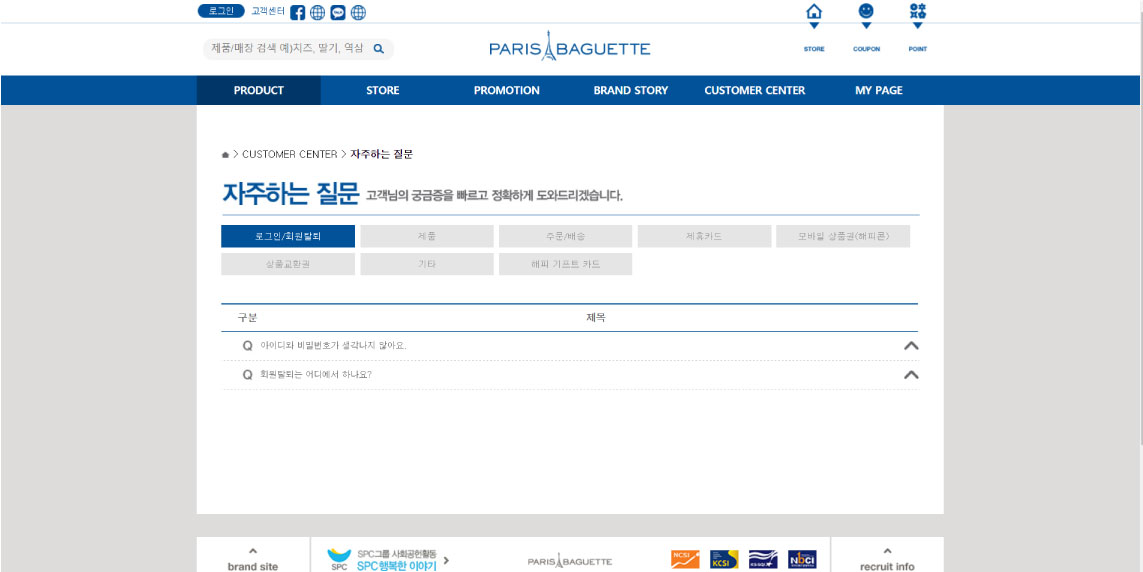 로그인 고객센터
제품/매장 검색 예)치즈, 딸기, 역삼
PARIS BAGUETTE
STORE COUPON POINT
PRODUCT STORE PROMOTION BRAND STORY CUSTOMER CENTER MY PAGE
> CUSTOMER CENTER > 자주하는 질문
자주하는 질문 고객님의 궁금증을 빠르고 정확하게 도와드리겠습니다.
로그인/회원탈퇴 제품 주문/배송 제휴카드 모바일 상품권(해피콘)
상품교환권 기타 해피 기프트 카드
구분 제목
Q 아이디와 비밀번호가 생각나지 않아요.
Q 회원탈퇴는 어디에서 하나요?
brand site
SPC
SPC그룹 사회공헌활동
SPC행복한 이야기
PARIS BAGUETTE
NCSI KCSI NBCI
recruit info